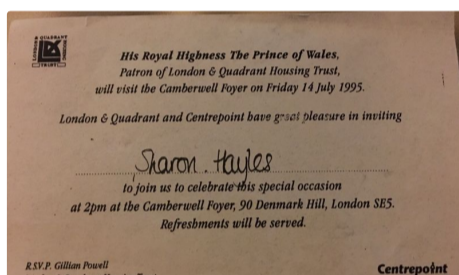 QUADRANT
TRUST
His Royal Highness The Prince of Wales,
Patron of London & Quadrant Housing Trust,
will visit the Camberwell Foyer on Friday 14 July 1995.
London & Quadrant and Centrepoint have great pleasure in inviting
Sharon. Hayles
to join us to celebrate this special occasion
at 2pm at the Camberwell Foyer, 90 Denmark Hill, London SE5.
Refreshments will be served.
R.S.V.P. Gillian Powell
Centrepoint